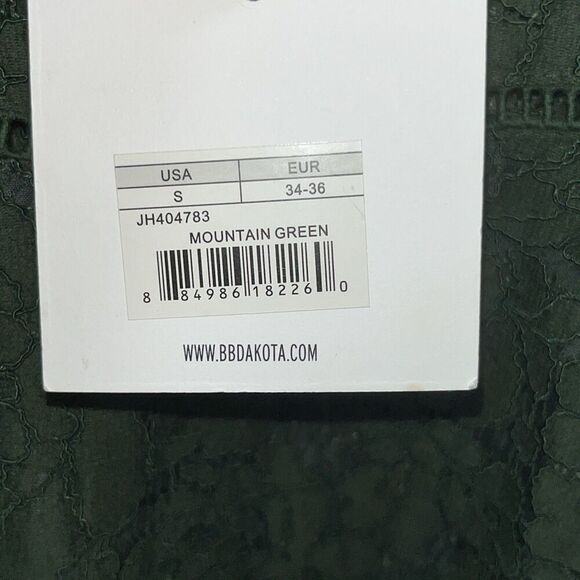 USA EUR
S 34-36
JH404783
MOUNTAIN GREEN
8 84986 18226 0
WWW.BBDAKOTA.COM